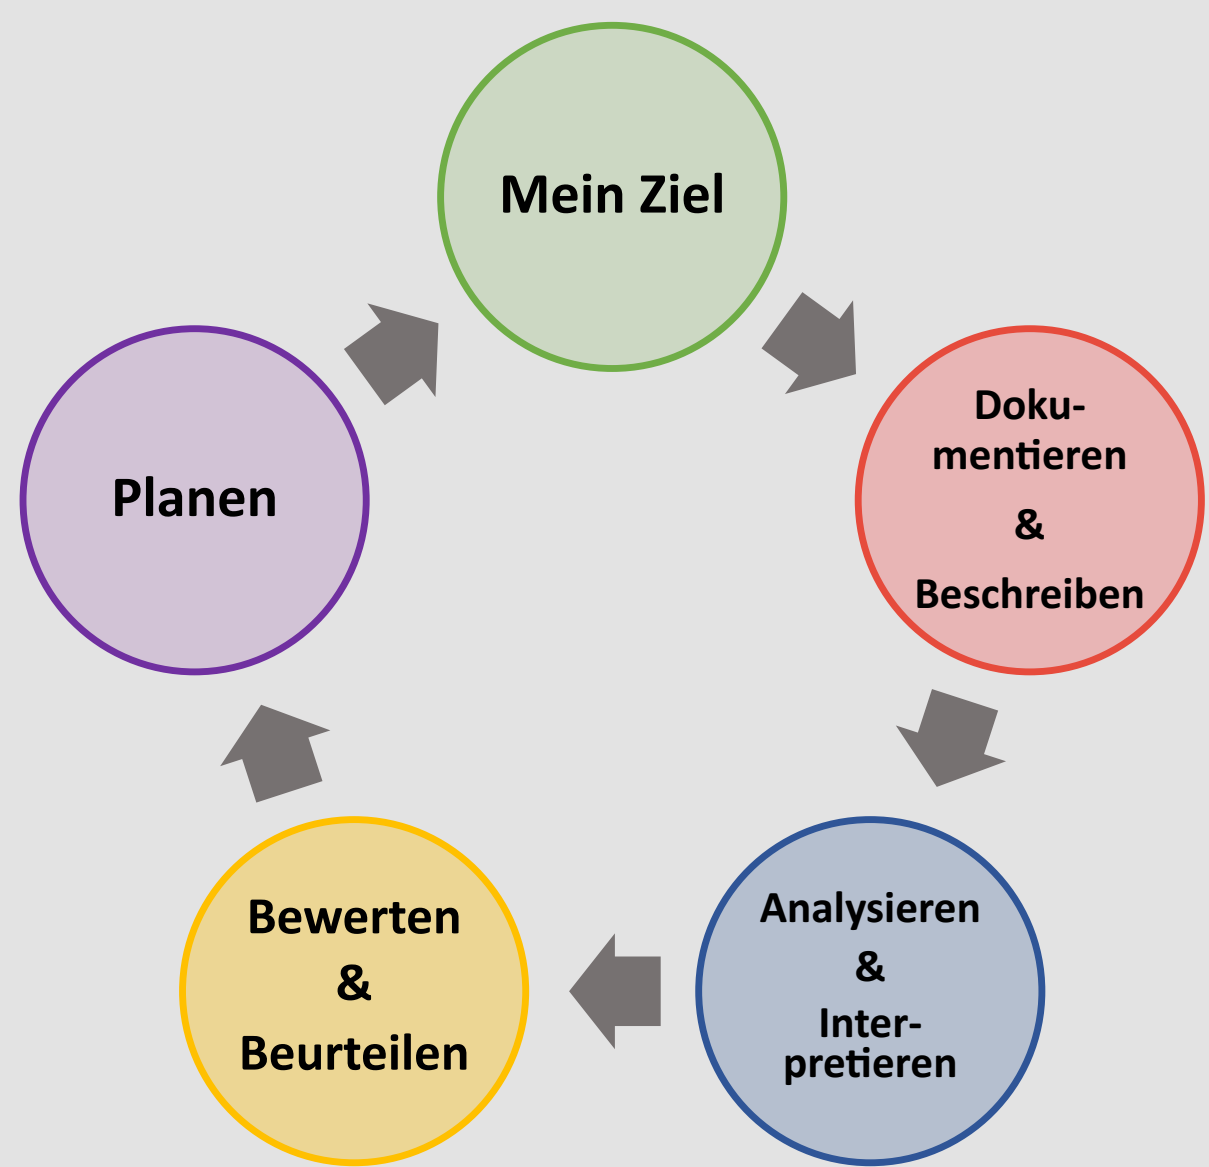 Mein Ziel
Doku-
mentieren
&
Beschreiben
Analysieren
&
Inter-
pretieren
Bewerten
&
Beurteilen
Planen